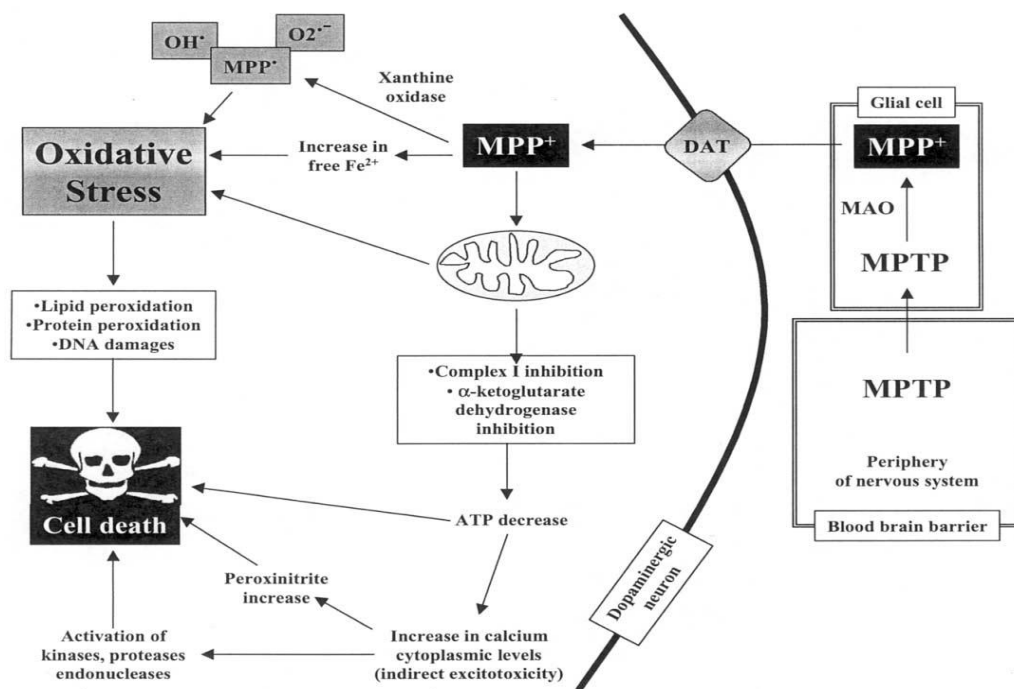 OH•
O2•−
MPP•
Xanthine
oxidase
Oxidative
Stress
Increase in
free Fe²⁺
MPP⁺
DAT
Glial cell
MPP⁺
MAO
MPTP
•Lipid peroxidation
•Protein peroxidation
•DNA damages
•Complex I inhibition
• α-ketoglutarate
dehydrogenase
inhibition
MPTP
Periphery
of nervous system
Blood brain barrier
Cell death
ATP decrease
Dopaminergic
neuron
Peroxinitrite
increase
Activation of
kinases, proteases
endonucleases
Increase in calcium
cytoplasmic levels
(indirect excitotoxicity)